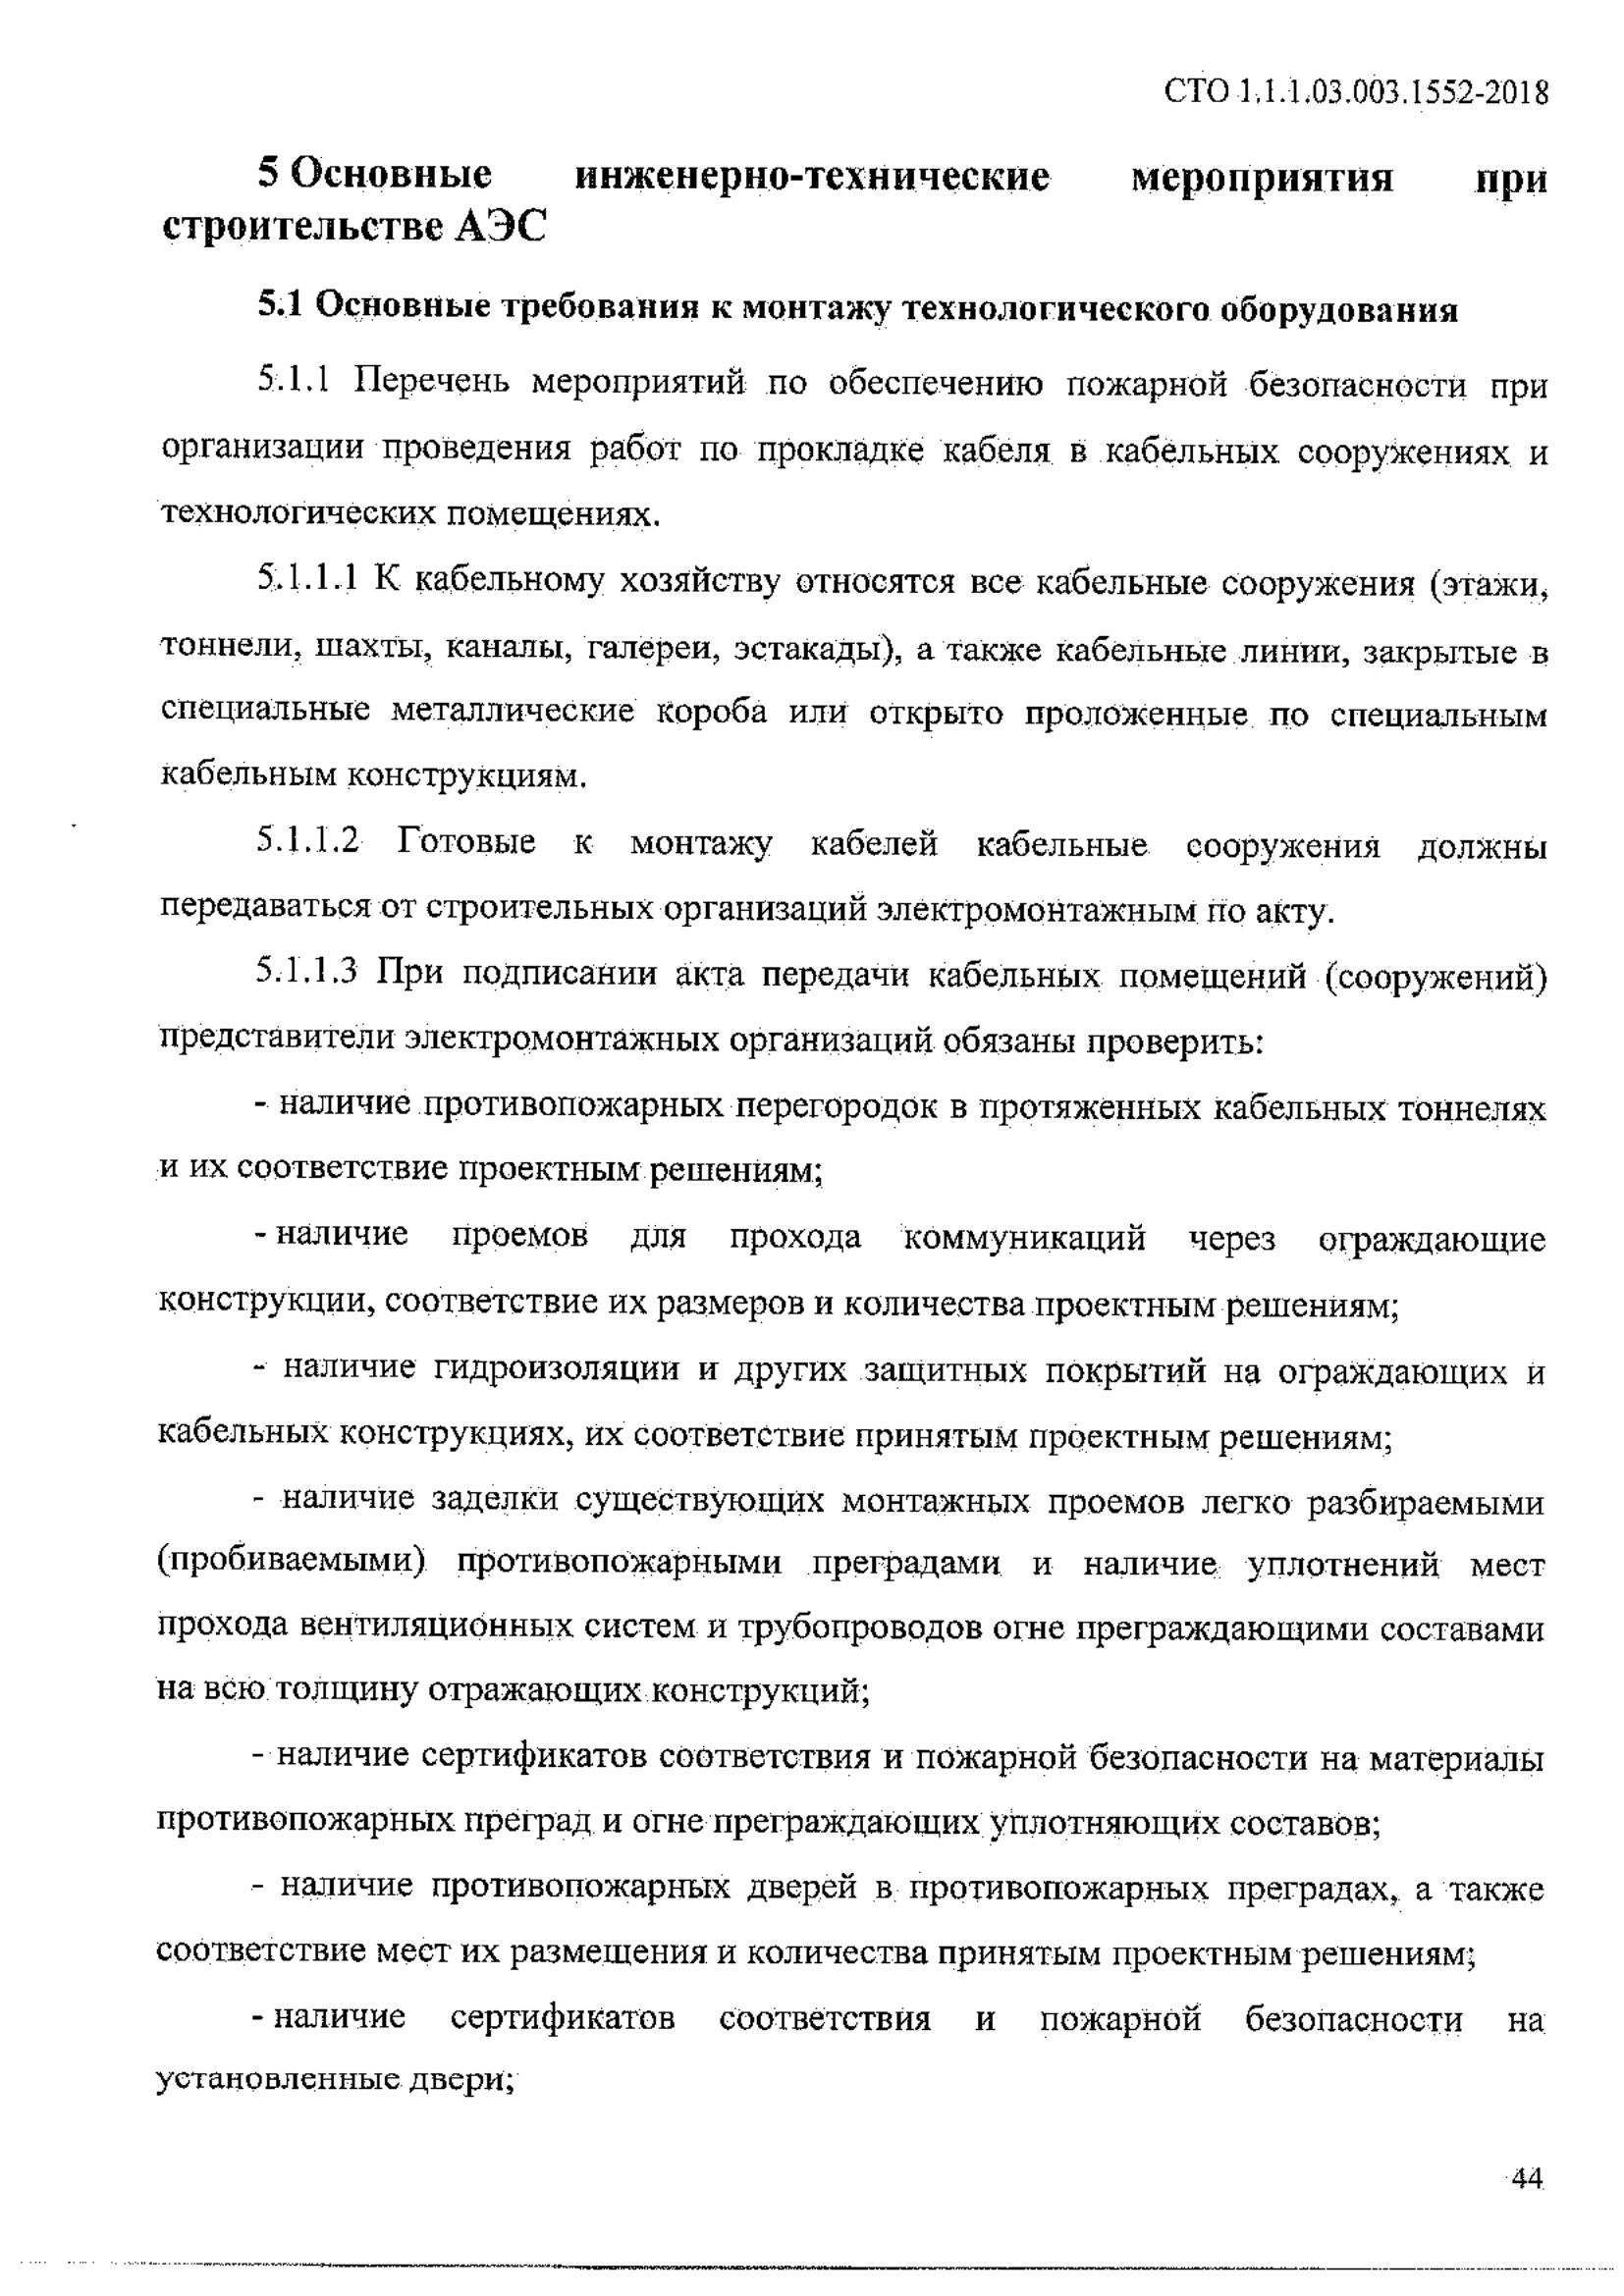 СТО 1.1.1.03.003.1552-2018
5 Основные инженерно-технические мероприятия при
строительстве АЭС
5.1 Основные требования к монтажу технологического оборудования
5.1.1 Перечень мероприятий по обеспечению пожарной безопасности при
организации проведения работ по прокладке кабеля в кабельных сооружениях и
технологических помещениях.
5.1.1.1 К кабельному хозяйству относятся все кабельные сооружения (этажи,
тоннели, шахты, каналы, галереи, эстакады), а также кабельные линии, закрытые в
специальные металлические короба или открыто проложенные по специальным
кабельным конструкциям.
5.1.1.2 Готовые к монтажу кабелей кабельные сооружения должны
передаваться от строительных организаций электромонтажным по акту.
5.1.1.3 При подписании акта передачи кабельных помещений (сооружений)
представители электромонтажных организаций обязаны проверить:
- наличие противопожарных перегородок в протяженных кабельных тоннелях
и их соответствие проектным решениям;
- наличие проемов для прохода коммуникаций через ограждающие
конструкции, соответствие их размеров и количества проектным решениям;
- наличие гидроизоляции и других защитных покрытий на ограждающих и
кабельных конструкциях, их соответствие принятым проектным решениям;
- наличие заделки существующих монтажных проемов легко разбираемыми
(пробиваемыми) противопожарными преградами и наличие уплотнений мест
прохода вентиляционных систем и трубопроводов огне преграждающими составами
на всю толщину отражающих конструкций;
- наличие сертификатов соответствия и пожарной безопасности на материалы
противопожарных преград и огне преграждающих уплотняющих составов;
- наличие противопожарных дверей в противопожарных преградах, а также
соответствие мест их размещения и количества принятым проектным решениям;
- наличие сертификатов соответствия и пожарной безопасности на
установленные двери;
44